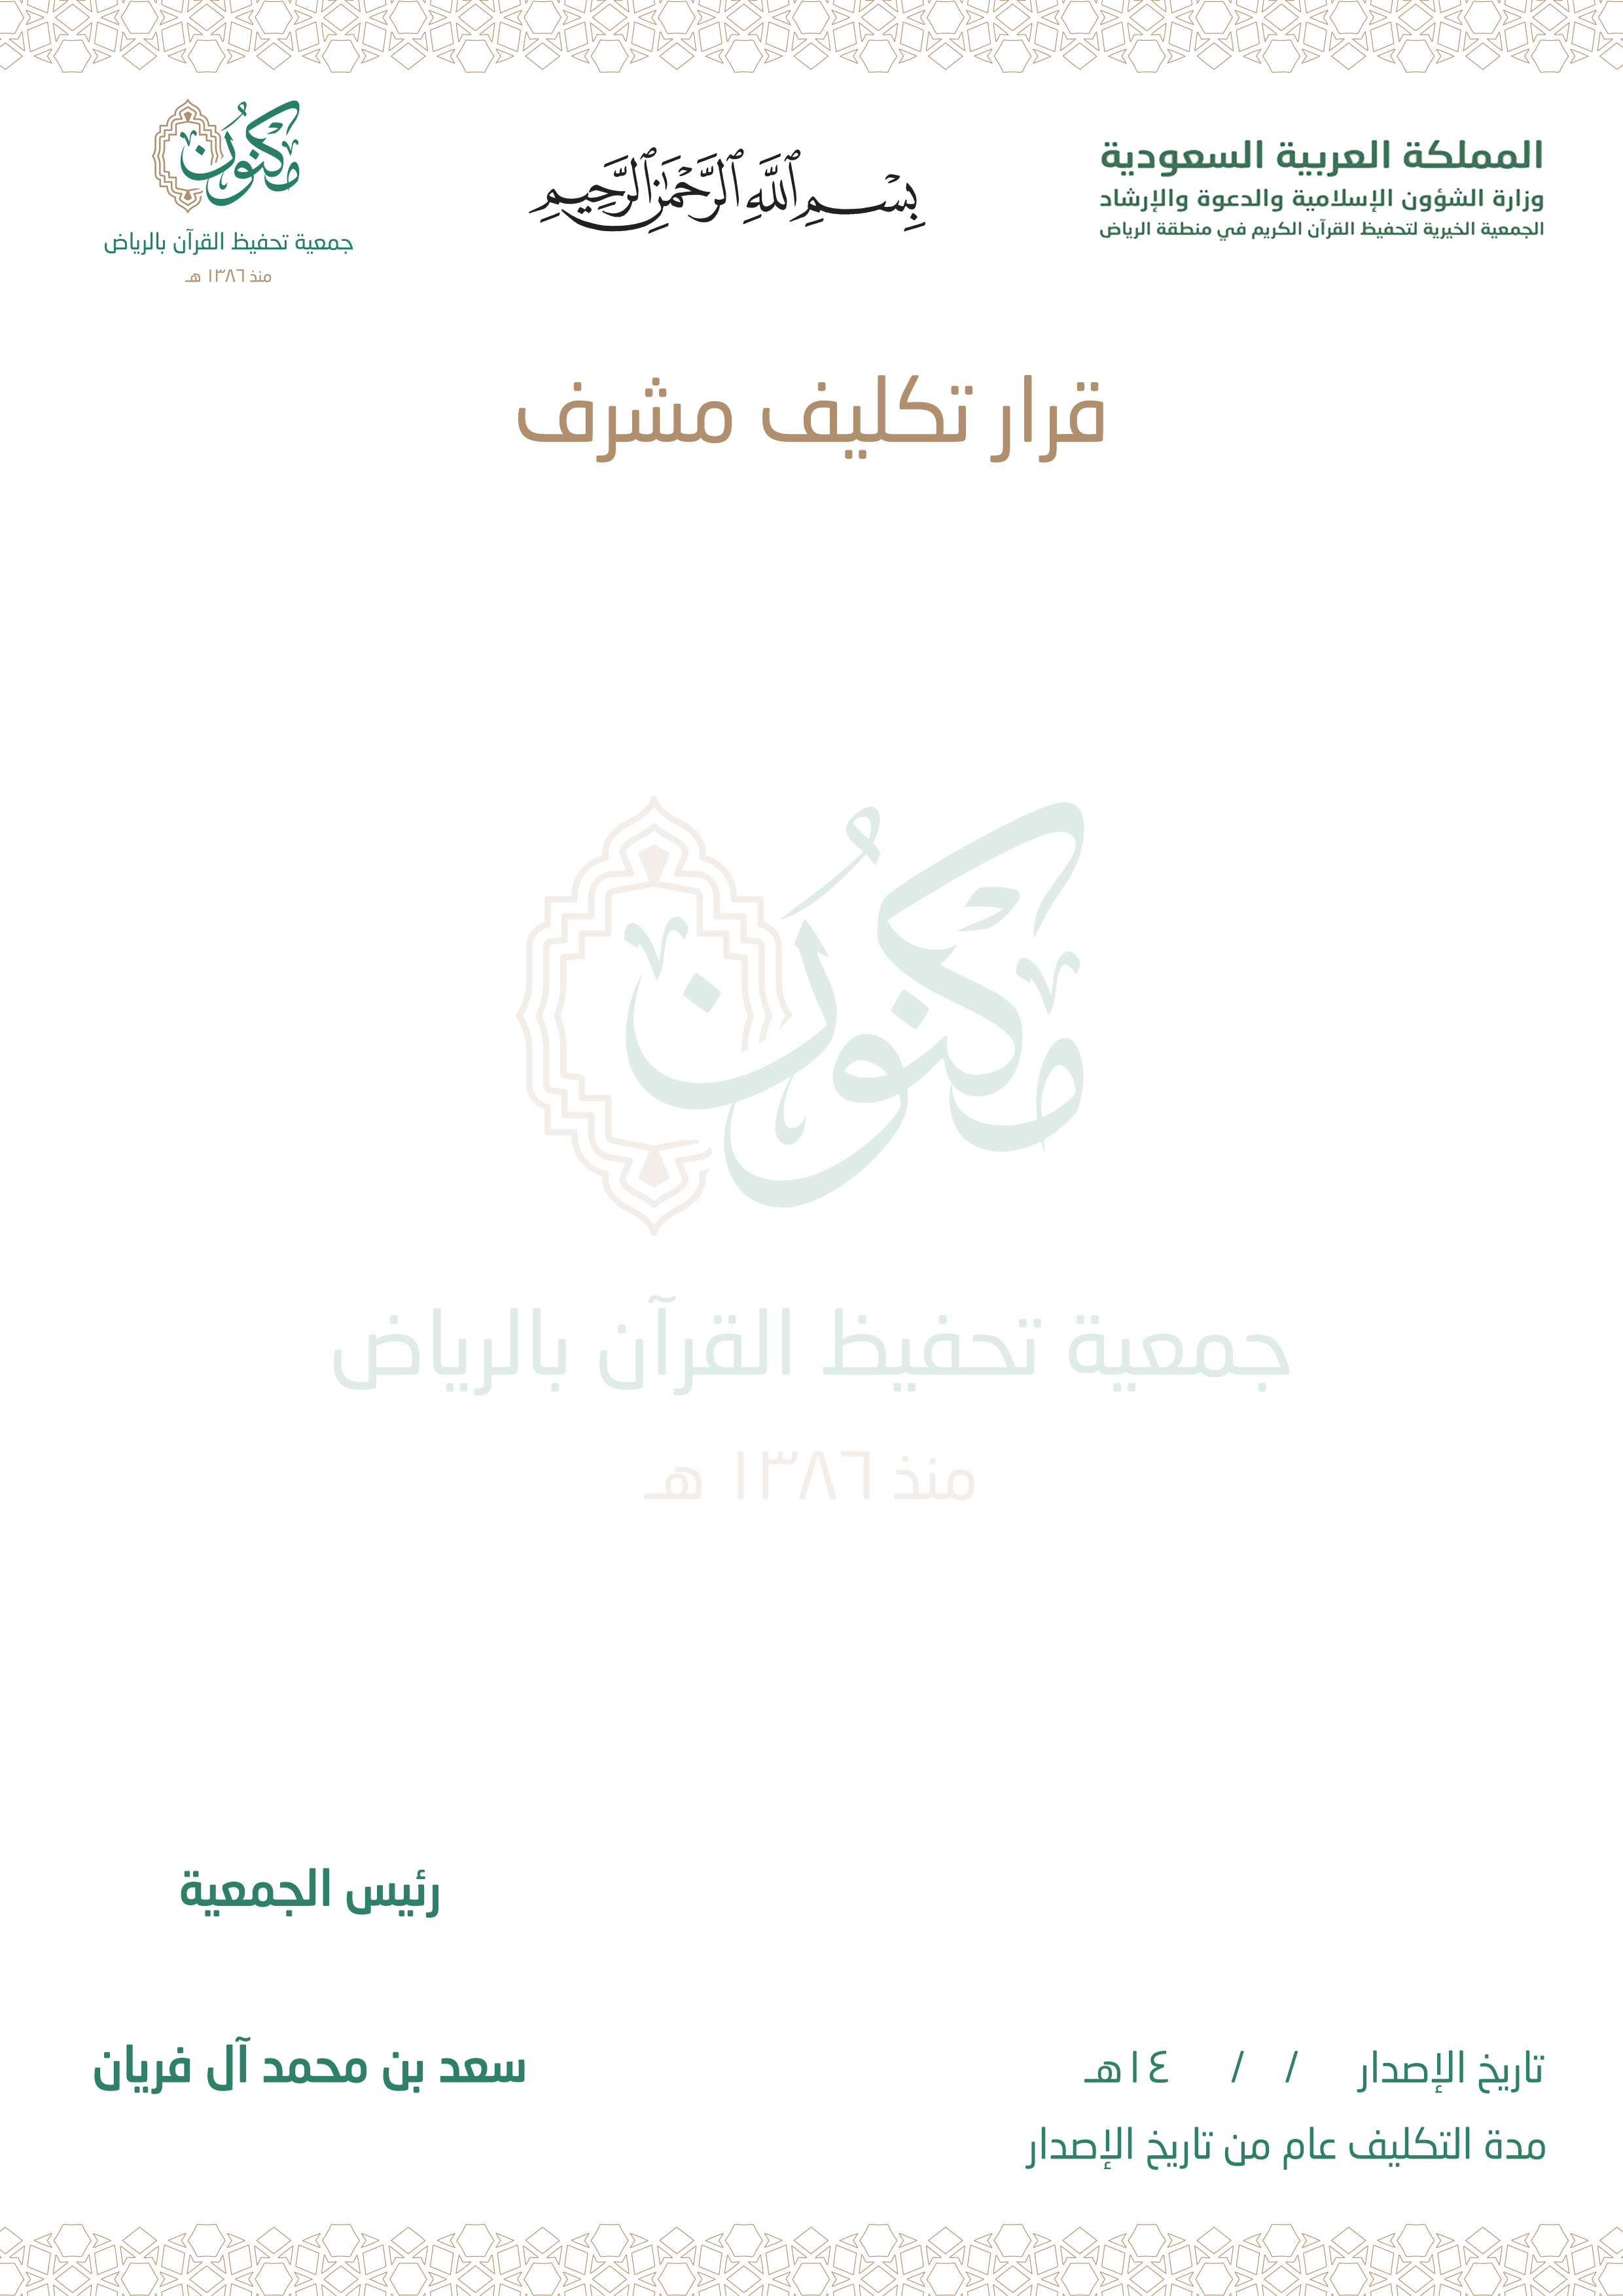 المملكة العربية السعودية
وزارة الشؤون الإسلامية والدعوة والإرشاد
الجمعية الخيرية لتحفيظ القرآن الكريم في منطقة الرياض
بِسْمِ ٱللَّهِ ٱلرَّحْمَٰنِ ٱلرَّحِيمِ
مكنون
جمعية تحفيظ القرآن بالرياض
منذ ١٣٨٦ هـ
قرار تكليف مشرف
مكنون
جمعية تحفيظ القرآن بالرياض
منذ ١٣٨٦ هـ
رئيس الجمعية
سعد بن محمد آل فريان
تاريخ الإصدار / / ١٤هـ
مدة التكليف عام من تاريخ الإصدار